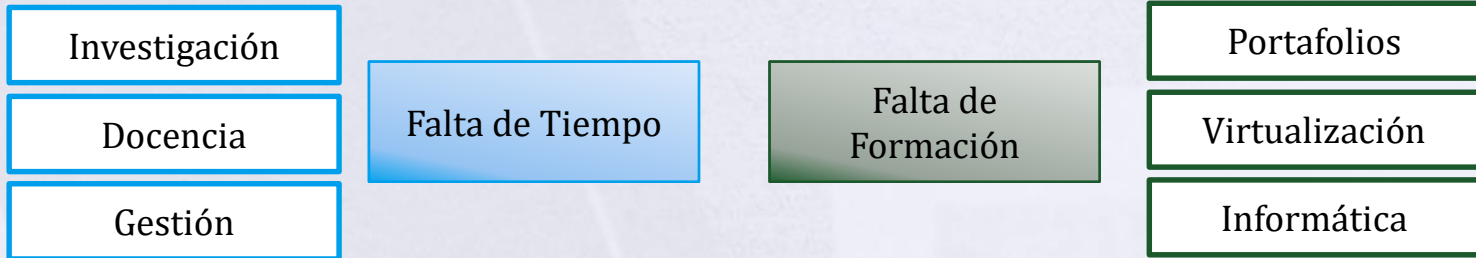 Investigación
Docencia
Gestión
Falta de Tiempo
Falta de
Formación
Portafolios
Virtualización
Informática